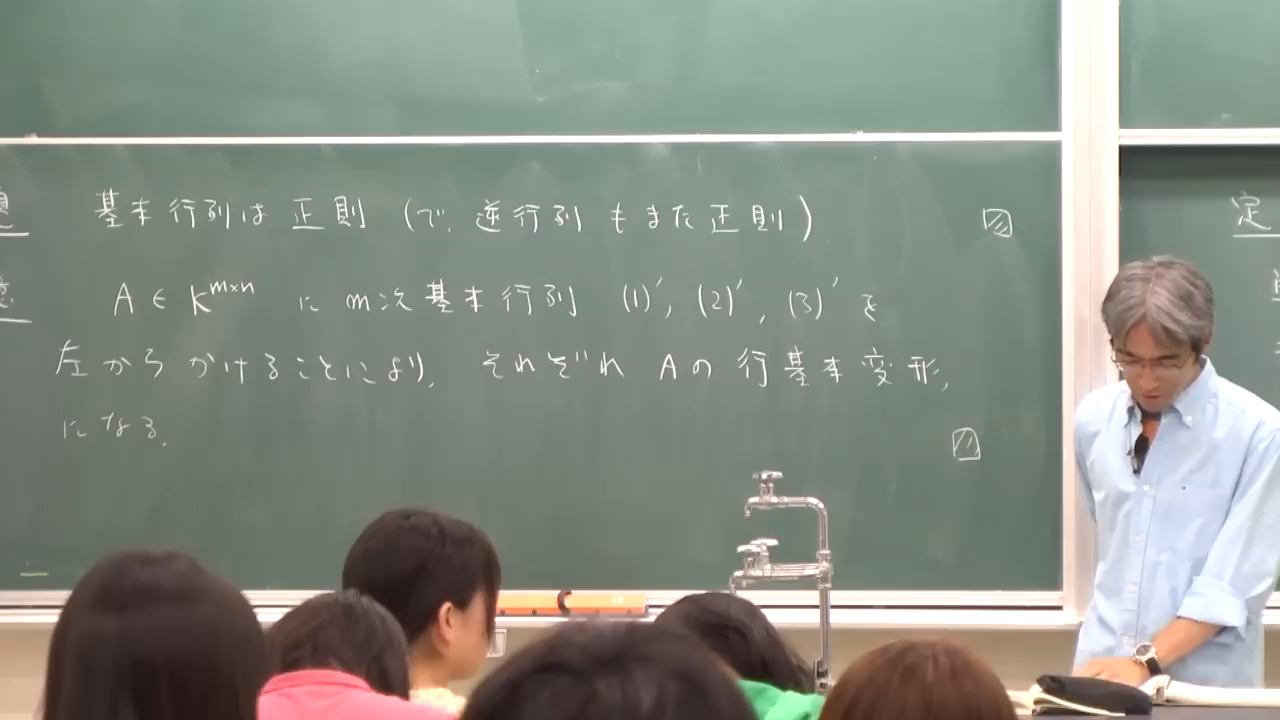 基本行列は正則（で、逆行列もまた正則）
A ∈ K^{m×n} に m次基本行列 (1)', (2)', (3)' を
左からかけることにより, それぞれ Aの行基本変形,
になる.
定